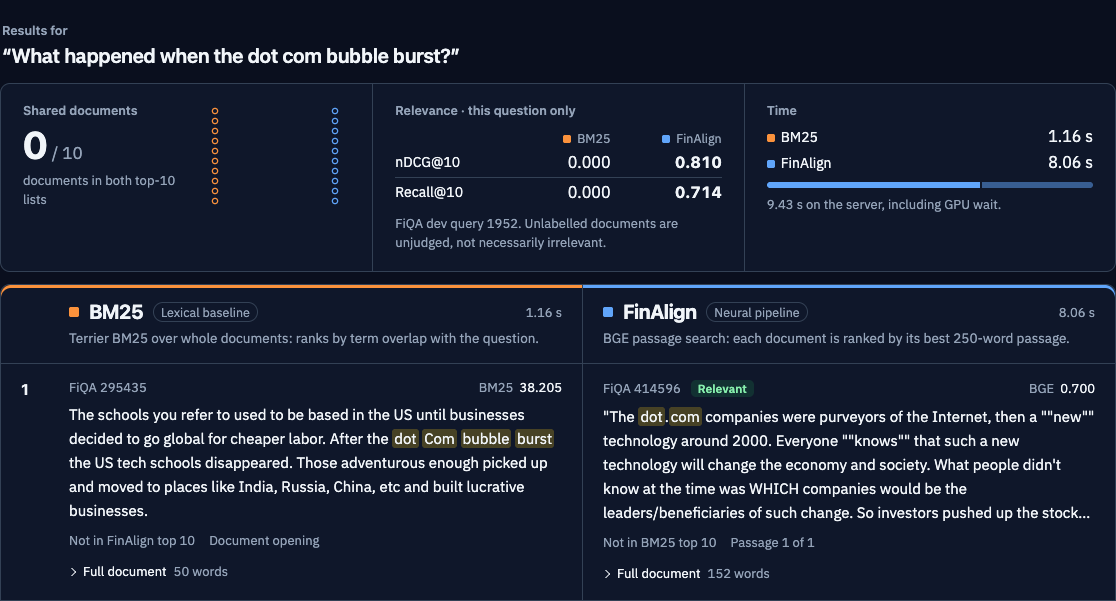 Results for
“What happened when the dot com bubble burst?”
Shared documents
0 / 10
documents in both top-10
lists
Relevance · this question only
BM25 FinAlign
nDCG@10 0.000 0.810
Recall@10 0.000 0.714
FiQA dev query 1952. Unlabelled documents are
unjudged, not necessarily irrelevant.
Time
BM25 1.16 s
FinAlign 8.06 s
9.43 s on the server, including GPU wait.
BM25 Lexical baseline 1.16 s
Terrier BM25 over whole documents: ranks by term overlap with the question.
FinAlign Neural pipeline 8.06 s
BGE passage search: each document is ranked by its best 250-word passage.
1
FiQA 295435 BM25 38.205
The schools you refer to used to be based in the US until businesses
decided to go global for cheaper labor. After the dot Com bubble burst
the US tech schools disappeared. Those adventurous enough picked up
and moved to places like India, Russia, China, etc and built lucrative
businesses.
Not in FinAlign top 10 Document opening
> Full document 50 words
FiQA 414596 Relevant BGE 0.700
"The dot.com companies were purveyors of the Internet, then a ""new""
technology around 2000. Everyone ""knows"" that such a new
technology will change the economy and society. What people didn't
know at the time was WHICH companies would be the
leaders/beneficiaries of such change. So investors pushed up the stock...
Not in BM25 top 10 Passage 1 of 1
> Full document 152 words